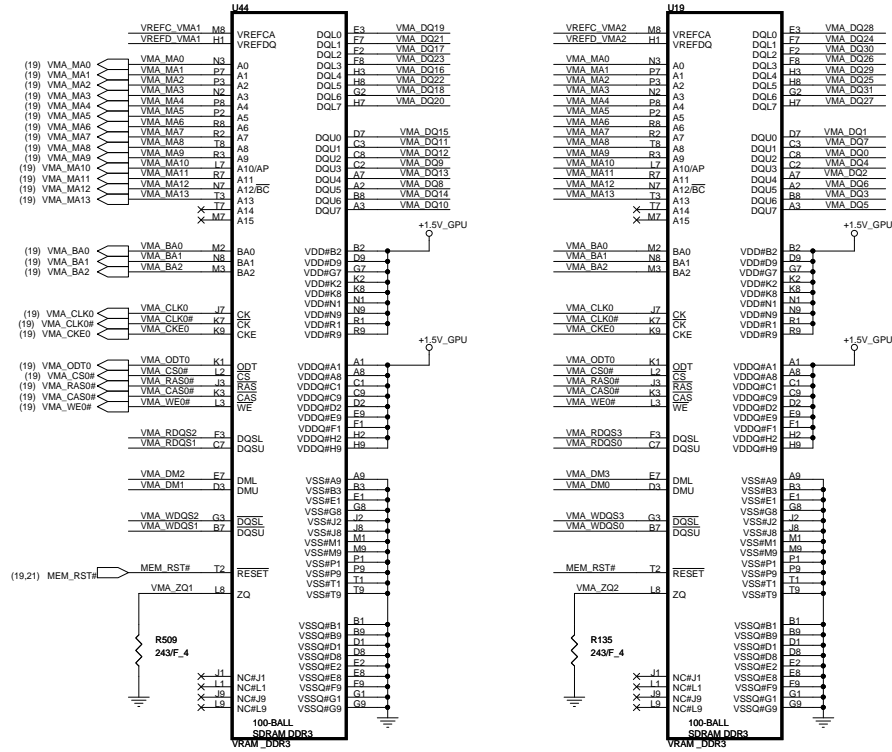 U44
VREFC_VMA1 M8 VREFCA DQL0 E3 VMA_DQ19
VREFD_VMA1 H1 VREFDQ DQL1 F7 VMA_DQ21
DQL2 F2 VMA_DQ17
(19) VMA_MA0 VMA_MA0 N3 A0 DQL3 F8 VMA_DQ23
(19) VMA_MA1 VMA_MA1 P7 A1 DQL4 H3 VMA_DQ16
(19) VMA_MA2 VMA_MA2 P3 A2 DQL5 H8 VMA_DQ22
(19) VMA_MA3 VMA_MA3 N2 A3 DQL6 G2 VMA_DQ18
(19) VMA_MA4 VMA_MA4 P8 A4 DQL7 H7 VMA_DQ20
(19) VMA_MA5 VMA_MA5 P2 A5
(19) VMA_MA6 VMA_MA6 R8 A6
(19) VMA_MA7 VMA_MA7 R2 A7 DQU0 D7 VMA_DQ15
(19) VMA_MA8 VMA_MA8 T8 A8 DQU1 C3 VMA_DQ11
(19) VMA_MA9 VMA_MA9 R3 A9 DQU2 C8 VMA_DQ12
(19) VMA_MA10 VMA_MA10 L7 A10/AP DQU3 C2 VMA_DQ9
(19) VMA_MA11 VMA_MA11 R7 A11 DQU4 A7 VMA_DQ13
(19) VMA_MA12 VMA_MA12 N7 A12/BC DQU5 A2 VMA_DQ8
(19) VMA_MA13 VMA_MA13 T3 A13 DQU6 B8 VMA_DQ14
T7 A14 DQU7 A3 VMA_DQ10
M7 A15
+1.5V_GPU
(19) VMA_BA0 VMA_BA0 M2 BA0 VDD#B2 B2
(19) VMA_BA1 VMA_BA1 N8 BA1 VDD#D9 D9
(19) VMA_BA2 VMA_BA2 M3 BA2 VDD#G7 G7
VDD#K2 K2
VDD#K8 K8
VDD#N1 N1
(19) VMA_CLK0 VMA_CLK0 J7 CK VDD#N9 N9
(19) VMA_CLK0# VMA_CLK0# K7 CK VDD#R1 R1
(19) VMA_CKE0 VMA_CKE0 K9 CKE VDD#R9 R9
+1.5V_GPU
(19) VMA_ODT0 VMA_ODT0 K1 ODT VDDQ#A1 A1
(19) VMA_CS0# VMA_CS0# L2 CS VDDQ#A8 A8
(19) VMA_RAS0# VMA_RAS0# J3 RAS VDDQ#C1 C1
(19) VMA_CAS0# VMA_CAS0# K3 CAS VDDQ#C9 C9
(19) VMA_WE0# VMA_WE0# L3 WE VDDQ#D2 D2
VDDQ#E9 E9
VDDQ#F1 F1
VMA_RDQS2 F3 DQSL VDDQ#H2 H2
VMA_RDQS1 C7 DQSU VDDQ#H9 H9
VMA_DM2 E7 DML VSS#A9 A9
VMA_DM1 D3 DMU VSS#B3 B3
VSS#E1 E1
VSS#G8 G8
VMA_WDQS2 G3 DQSL VSS#J2 J2
VMA_WDQS1 B7 DQSU VSS#J8 J8
VSS#M1 M1
VSS#M9 M9
VSS#P1 P1
(19,21) MEM_RST# MEM_RST# T2 RESET VSS#P9 P9
VSS#T1 T1
VMA_ZQ1 L8 ZQ VSS#T9 T9
VSSQ#B1 B1
R509 VSSQ#B9 B9
243/F_4 VSSQ#D1 D1
VSSQ#D8 D8
VSSQ#E2 E2
J1 NC#J1 VSSQ#E8 E8
L1 NC#L1 VSSQ#F9 F9
J9 NC#J9 VSSQ#G1 G1
L9 NC#L9 VSSQ#G9 G9
100-BALL
SDRAM DDR3
VRAM _DDR3
U19
VREFC_VMA2 M8 VREFCA DQL0 E3 VMA_DQ28
VREFD_VMA2 H1 VREFDQ DQL1 F7 VMA_DQ24
DQL2 F2 VMA_DQ30
VMA_MA0 N3 A0 DQL3 F8 VMA_DQ26
VMA_MA1 P7 A1 DQL4 H3 VMA_DQ29
VMA_MA2 P3 A2 DQL5 H8 VMA_DQ25
VMA_MA3 N2 A3 DQL6 G2 VMA_DQ31
VMA_MA4 P8 A4 DQL7 H7 VMA_DQ27
VMA_MA5 P2 A5
VMA_MA6 R8 A6
VMA_MA7 R2 A7 DQU0 D7 VMA_DQ1
VMA_MA8 T8 A8 DQU1 C3 VMA_DQ7
VMA_MA9 R3 A9 DQU2 C8 VMA_DQ0
VMA_MA10 L7 A10/AP DQU3 C2 VMA_DQ4
VMA_MA11 R7 A11 DQU4 A7 VMA_DQ2
VMA_MA12 N7 A12/BC DQU5 A2 VMA_DQ6
VMA_MA13 T3 A13 DQU6 B8 VMA_DQ3
T7 A14 DQU7 A3 VMA_DQ5
M7 A15
+1.5V_GPU
VMA_BA0 M2 BA0 VDD#B2 B2
VMA_BA1 N8 BA1 VDD#D9 D9
VMA_BA2 M3 BA2 VDD#G7 G7
VDD#K2 K2
VDD#K8 K8
VDD#N1 N1
VMA_CLK0 J7 CK VDD#N9 N9
VMA_CLK0# K7 CK VDD#R1 R1
VMA_CKE0 K9 CKE VDD#R9 R9
+1.5V_GPU
VMA_ODT0 K1 ODT VDDQ#A1 A1
VMA_CS0# L2 CS VDDQ#A8 A8
VMA_RAS0# J3 RAS VDDQ#C1 C1
VMA_CAS0# K3 CAS VDDQ#C9 C9
VMA_WE0# L3 WE VDDQ#D2 D2
VDDQ#E9 E9
VDDQ#F1 F1
VMA_RDQS3 F3 DQSL VDDQ#H2 H2
VMA_RDQS0 C7 DQSU VDDQ#H9 H9
VMA_DM3 E7 DML VSS#A9 A9
VMA_DM0 D3 DMU VSS#B3 B3
VSS#E1 E1
VSS#G8 G8
VMA_WDQS3 G3 DQSL VSS#J2 J2
VMA_WDQS0 B7 DQSU VSS#J8 J8
VSS#M1 M1
VSS#M9 M9
VSS#P1 P1
MEM_RST# T2 RESET VSS#P9 P9
VSS#T1 T1
VMA_ZQ2 L8 ZQ VSS#T9 T9
VSSQ#B1 B1
R135 VSSQ#B9 B9
243/F_4 VSSQ#D1 D1
VSSQ#D8 D8
VSSQ#E2 E2
J1 NC#J1 VSSQ#E8 E8
L1 NC#L1 VSSQ#F9 F9
J9 NC#J9 VSSQ#G1 G1
L9 NC#L9 VSSQ#G9 G9
100-BALL
SDRAM DDR3
VRAM _DDR3